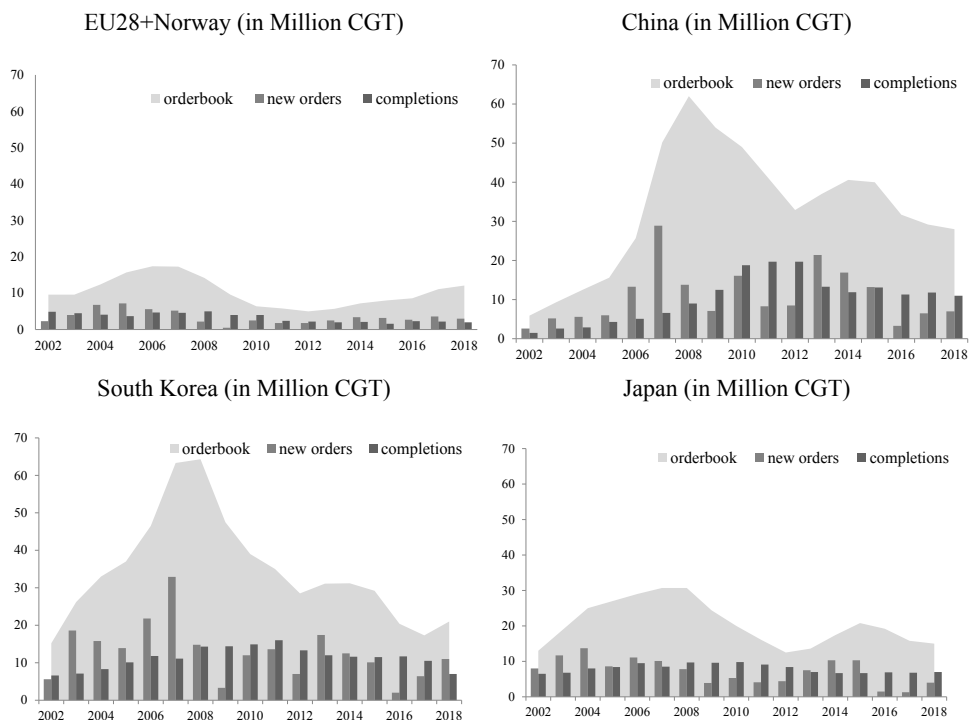 EU28+Norway (in Million CGT)
70
60
50
40
30
20
10
0
orderbook new orders completions
2002 2004 2006 2008 2010 2012 2014 2016 2018
China (in Million CGT)
70
60
50
40
30
20
10
0
orderbook new orders completions
2002 2004 2006 2008 2010 2012 2014 2016 2018
South Korea (in Million CGT)
70
60
50
40
30
20
10
0
orderbook new orders completions
2002 2004 2006 2008 2010 2012 2014 2016 2018
Japan (in Million CGT)
70
60
50
40
30
20
10
0
orderbook new orders completions
2002 2004 2006 2008 2010 2012 2014 2016 2018